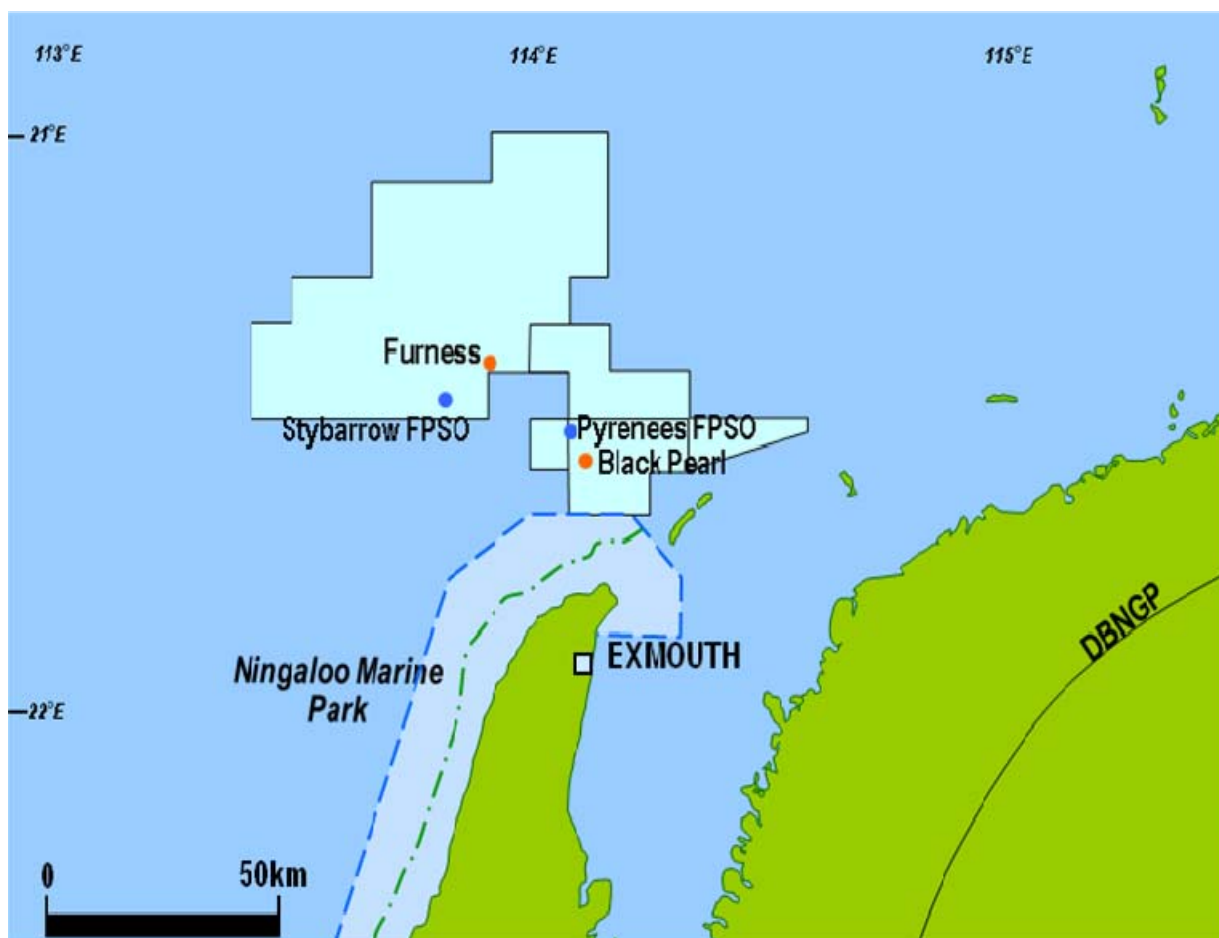 113°E 114°E 115°E
21°E
Furness
Stybarrow FPSO
Pyrenees FPSO
Black Pearl
DBNGP
EXMOUTH
Ningaloo Marine
Park
22°E
0 50km